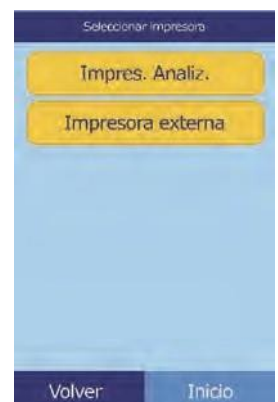 Seleccionar impresora
Impres. Analiz.
Impresora externa
Volver Inicio